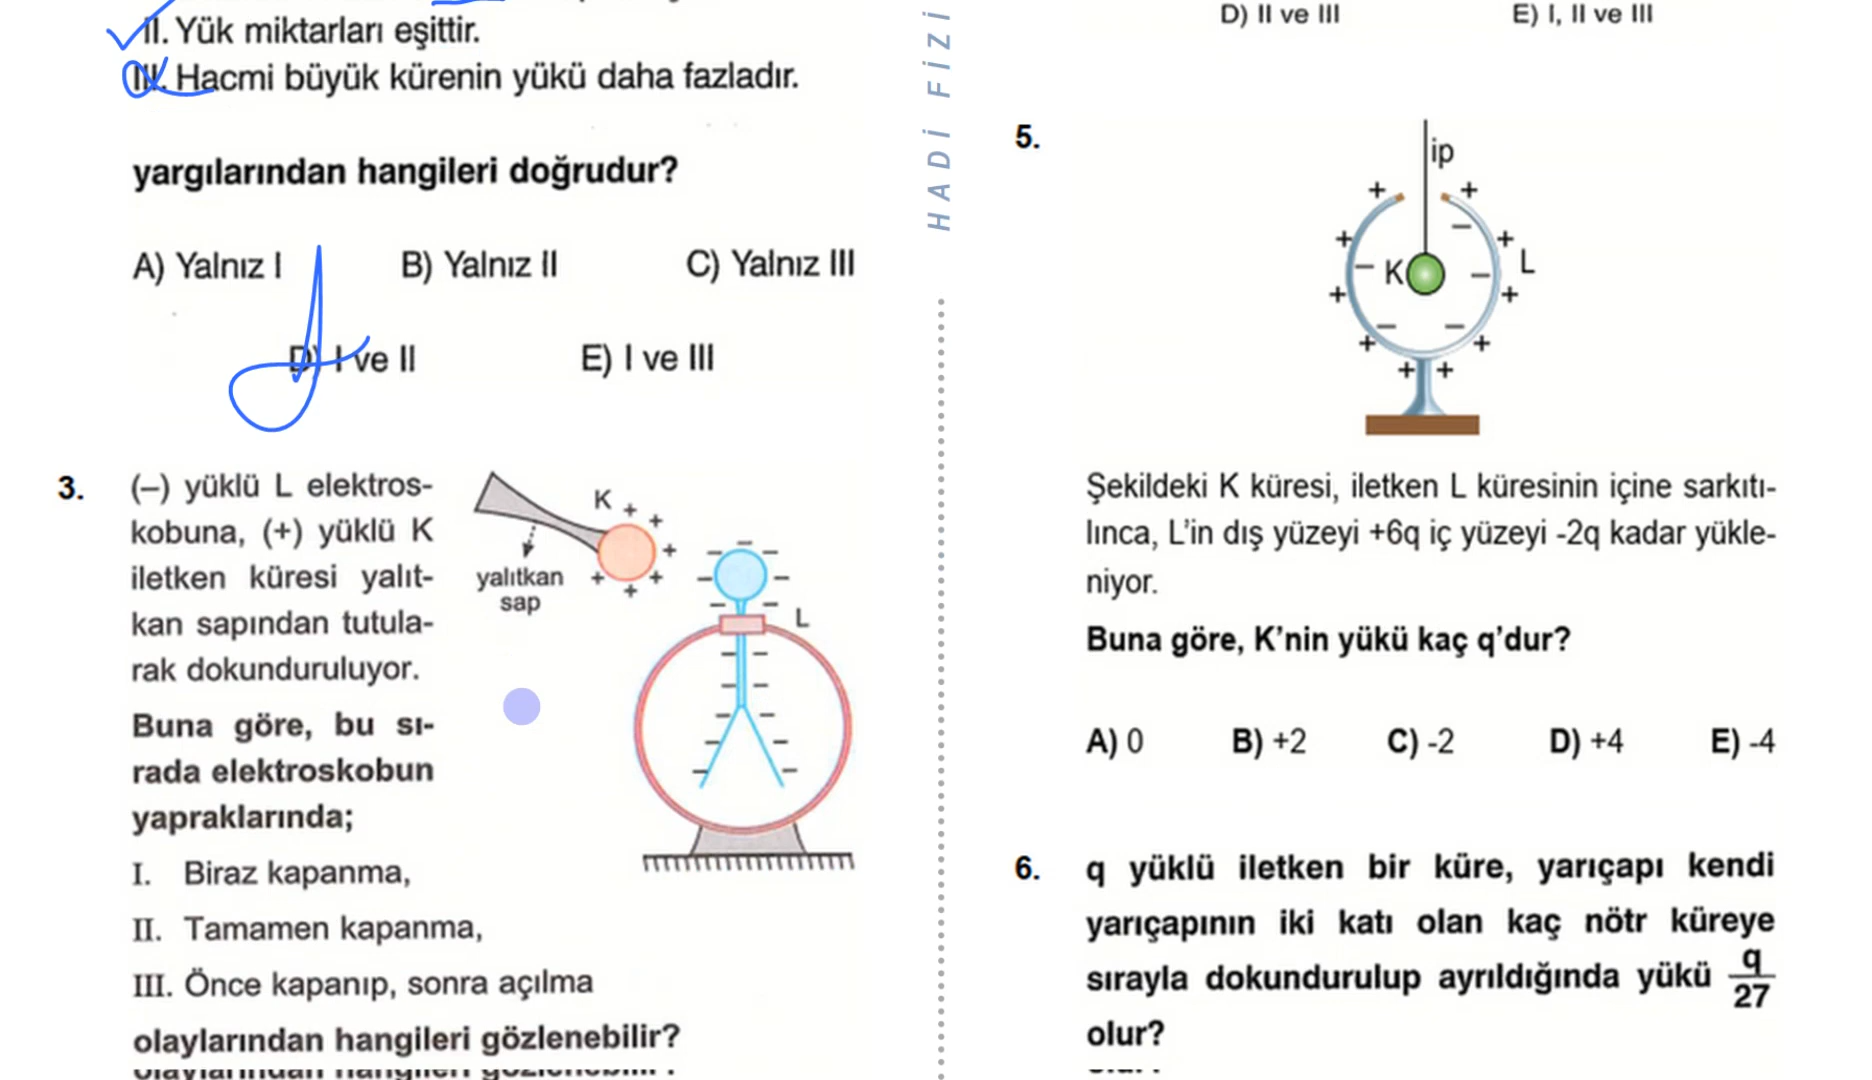 II. Yük miktarları eşittir.
III. Hacmi büyük kürenin yükü daha fazladır.
yargılarından hangileri doğrudur?
A) Yalnız I
B) Yalnız II
C) Yalnız III
D) I ve II
E) I ve III
3.
(–) yüklü L elektros-
kobuna, (+) yüklü K
iletken küresi yalıt-
kan sapından tutula-
rak dokunduruluyor.
Buna göre, bu sı-
rada elektroskobun
yapraklarında;
I. Biraz kapanma,
II. Tamamen kapanma,
III. Önce kapanıp, sonra açılma
olaylarından hangileri gözlenebilir?
K
yalıtkan
sap
L
HADİ FİZİ
D) II ve III
E) I, II ve III
5.
ip
K
L
Şekildeki K küresi, iletken L küresinin içine sarkıtı-
lınca, L'in dış yüzeyi +6q iç yüzeyi -2q kadar yükle-
niyor.
Buna göre, K'nin yükü kaç q'dur?
A) 0
B) +2
C) -2
D) +4
E) -4
6.
q yüklü iletken bir küre, yarıçapı kendi
yarıçapının iki katı olan kaç nötr küreye
sırayla dokundurulup ayrıldığında yükü q/27
olur?